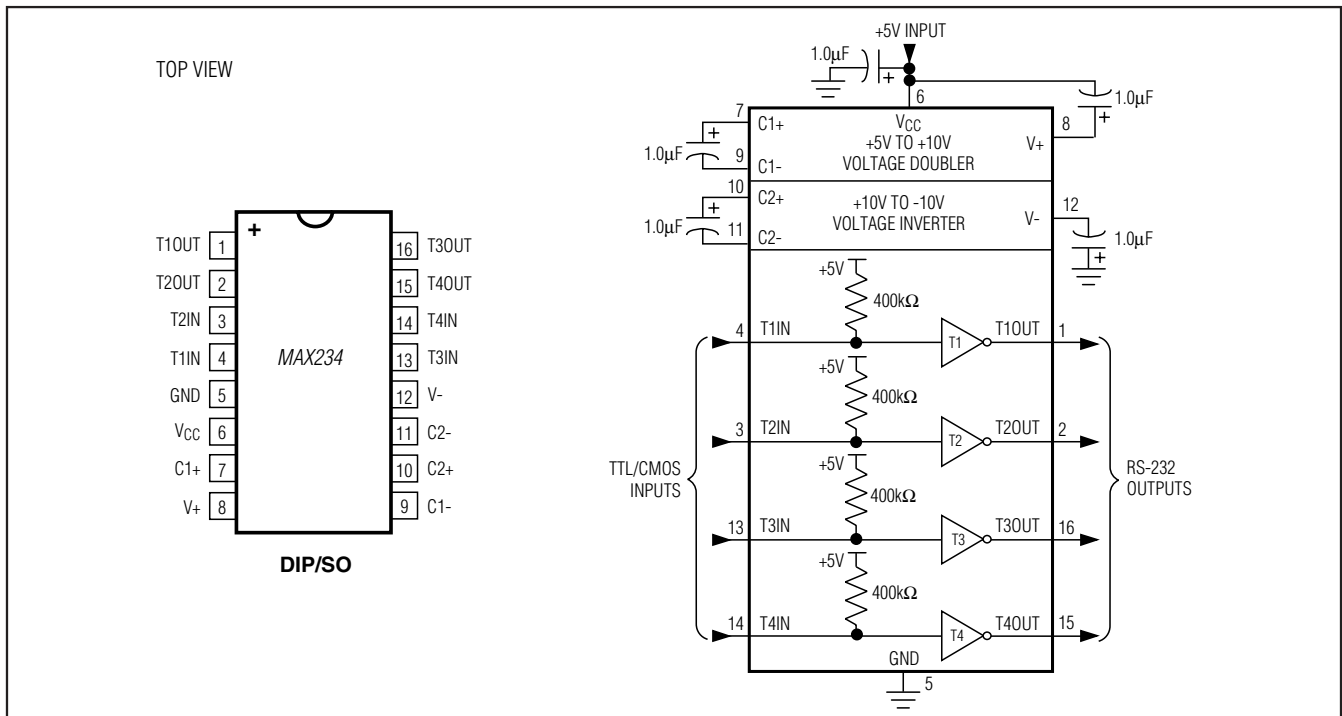 TOP VIEW
+
T1OUT 1
T2OUT 2
T2IN 3
T1IN 4
GND 5
VCC 6
C1+ 7
V+ 8
MAX234
16 T3OUT
15 T4OUT
14 T4IN
13 T3IN
12 V-
11 C2-
10 C2+
9 C1-
DIP/SO
+5V INPUT
1.0μF
+
6
1.0μF
+
7 C1+
+
1.0μF
9 C1-
VCC
+5V TO +10V
VOLTAGE DOUBLER
8
V+
10 C2+
+
1.0μF
11 C2-
+10V TO -10V
VOLTAGE INVERTER
12
V-
1.0μF
+
+5V
400kΩ
4 T1IN T1 T1OUT 1
+5V
400kΩ
3 T2IN T2 T2OUT 2
TTL/CMOS
INPUTS
+5V
400kΩ
RS-232
OUTPUTS
13 T3IN T3 T3OUT 16
+5V
400kΩ
14 T4IN T4 T4OUT 15
GND
5